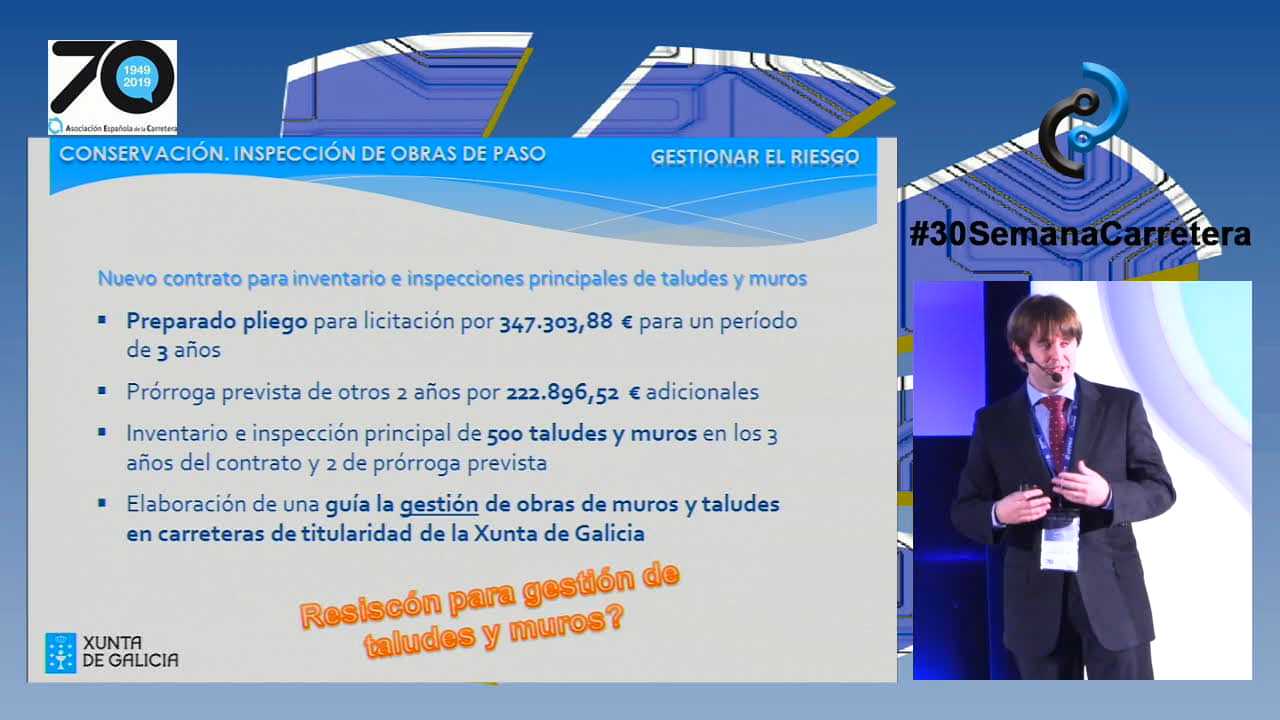 1949
2019
Asociación Española de la Carretera
CONSERVACIÓN. INSPECCIÓN DE OBRAS DE PASO
GESTIONAR EL RIESGO
#30SemanaCarretera
Nuevo contrato para inventario e inspecciones principales de taludes y muros
▪ Preparado pliego para licitación por 347.303,88 € para un período
de 3 años
▪ Prórroga prevista de otros 2 años por 222.896,52 € adicionales
▪ Inventario e inspección principal de 500 taludes y muros en los 3
años del contrato y 2 de prórroga prevista
▪ Elaboración de una guía la gestión de obras de muros y taludes
en carreteras de titularidad de la Xunta de Galicia
Resiscón para gestión de
taludes y muros?
XUNTA
DE GALICIA
70